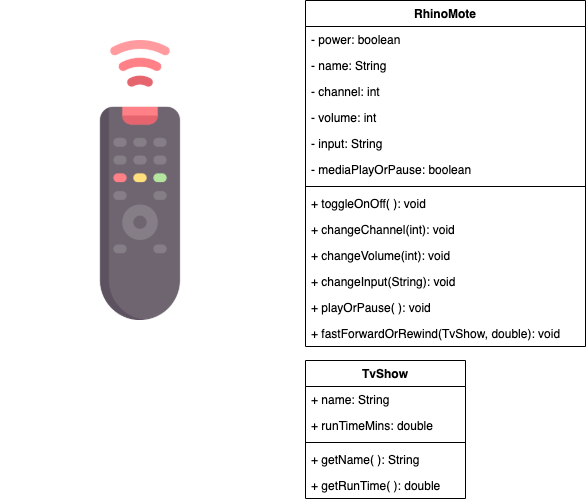 RhinoMote
- power: boolean
- name: String
- channel: int
- volume: int
- input: String
- mediaPlayOrPause: boolean
+ toggleOnOff( ): void
+ changeChannel(int): void
+ changeVolume(int): void
+ changeInput(String): void
+ playOrPause( ): void
+ fastForwardOrRewind(TvShow, double): void
TvShow
+ name: String
+ runTimeMins: double
+ getName( ): String
+ getRunTime( ): double